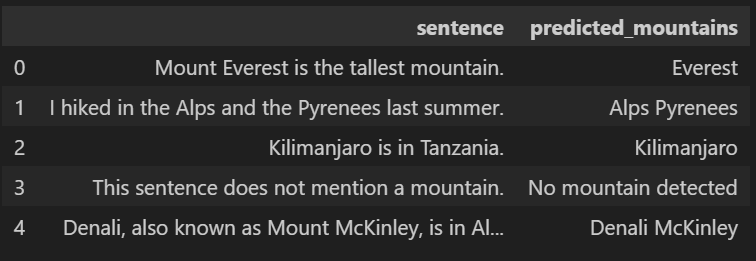 sentence predicted_mountains
0 Mount Everest is the tallest mountain. Everest
1 I hiked in the Alps and the Pyrenees last summer. Alps Pyrenees
2 Kilimanjaro is in Tanzania. Kilimanjaro
3 This sentence does not mention a mountain. No mountain detected
4 Denali, also known as Mount McKinley, is in Al... Denali McKinley